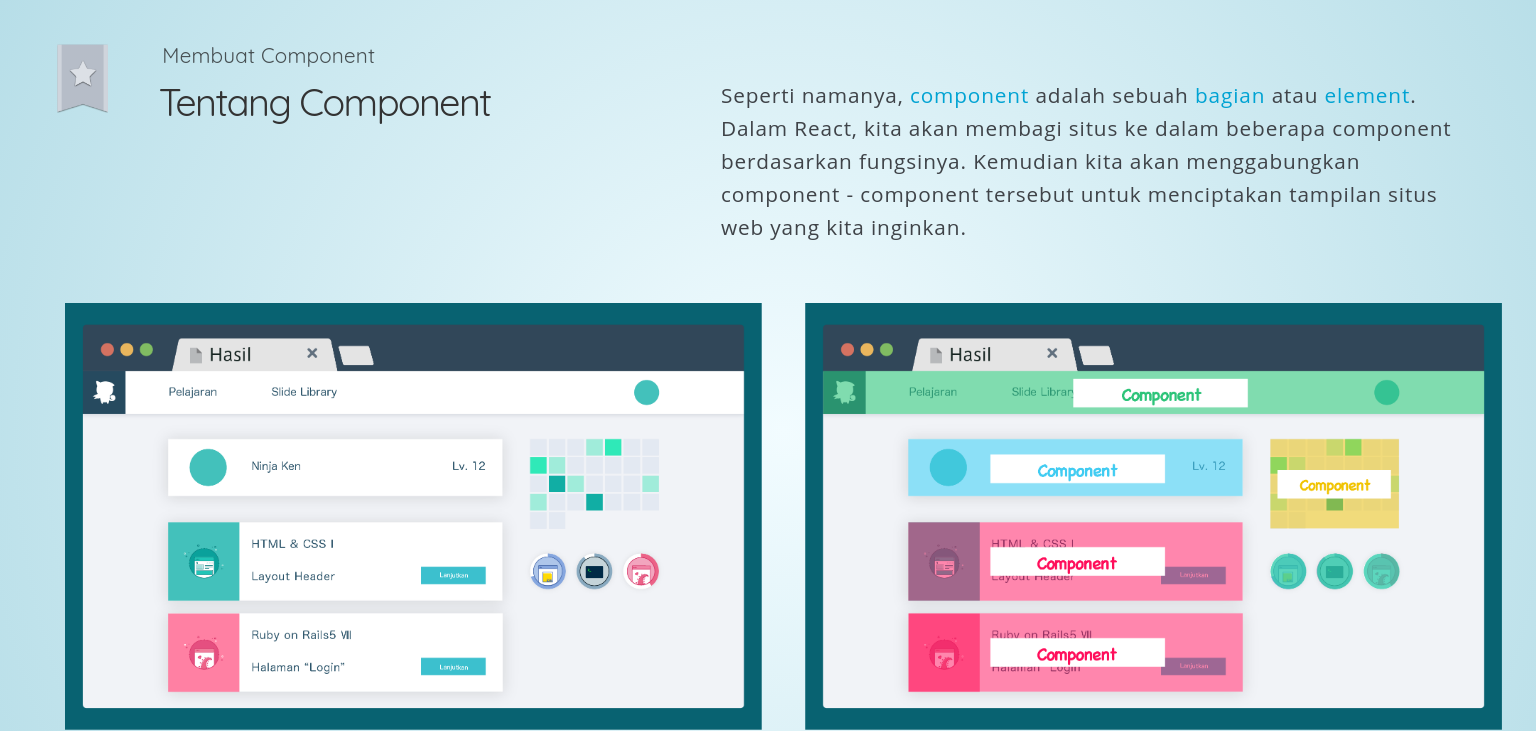 Membuat Component
Tentang Component
Seperti namanya, component adalah sebuah bagian atau element.
Dalam React, kita akan membagi situs ke dalam beberapa component
berdasarkan fungsinya. Kemudian kita akan menggabungkan
component - component tersebut untuk menciptakan tampilan situs
web yang kita inginkan.
Hasil
Pelajaran Slide Library
Ninja Ken Lv. 12
HTML & CSS I
Layout Header Lanjutkan
Ruby on Rails5 Ⅶ
Halaman “Login” Lanjutkan
Hasil
Pelajaran Slide Library Component
Component Lv. 12
Component
HTML & CSS I
Component
Layout Header Lanjutkan
Ruby on Rails5 Ⅶ
Component
Halaman “Login” Lanjutkan